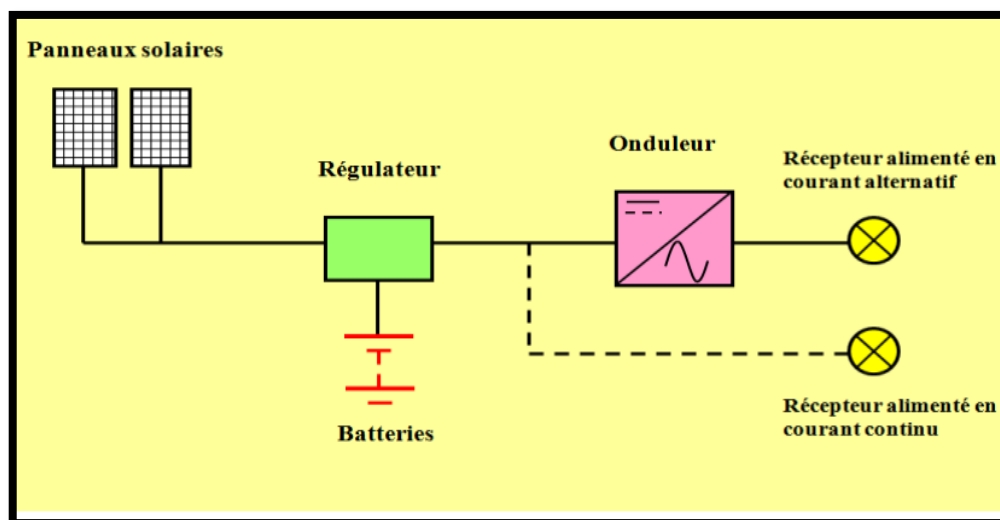 Panneaux solaires
Régulateur
Onduleur
Récepteur alimenté en
courant alternatif
Batteries
Récepteur alimenté en
courant continu